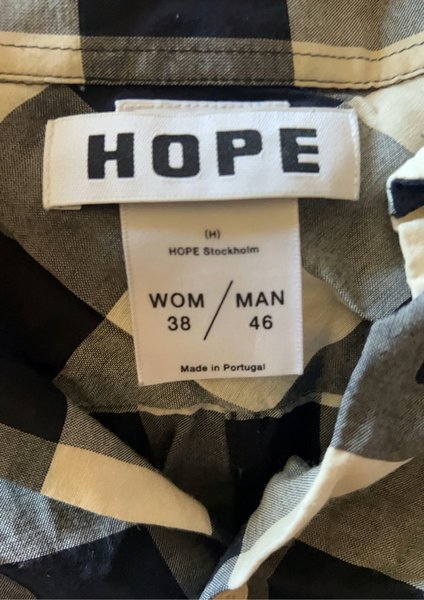 HOPE
(H)
HOPE Stockholm
WOM / MAN
38 46
Made in Portugal